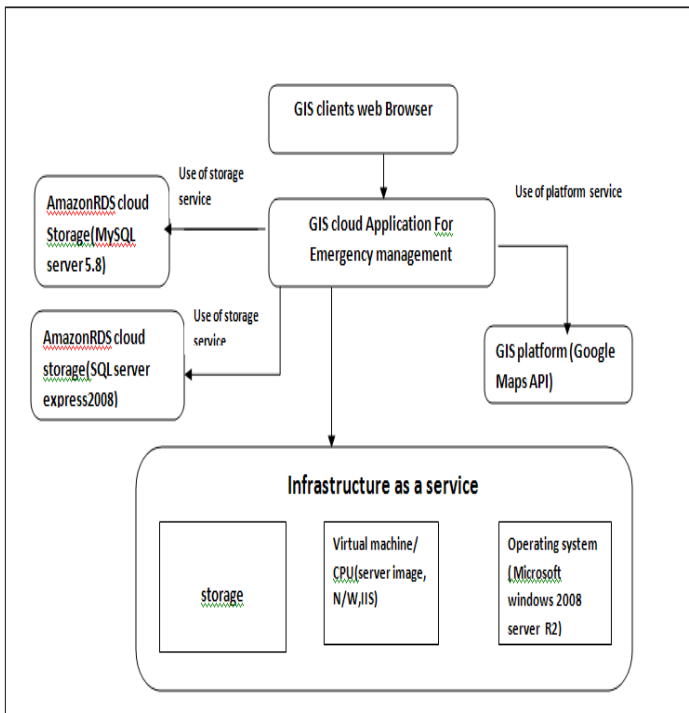 GIS clients web Browser
Use of storage
service
Use of platform service
AmazonRDS cloud
Storage(MySQL
server 5.8)
GIS cloud Application For
Emergency management
Use of storage
service
AmazonRDS cloud
storage(SQL server
express2008)
GIS platform (Google
Maps API)
Infrastructure as a service
storage
Virtual machine/
CPU(server image,
N/W,IIS)
Operating system
( Microsoft
windows 2008
server R2)